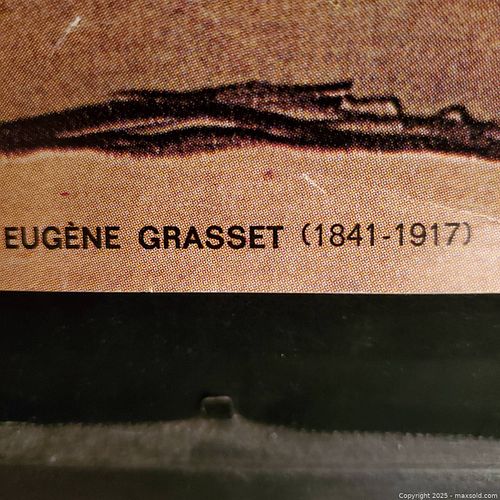 EUGÈNE GRASSET (1841-1917)
Copyright 2025 - maxsold.com